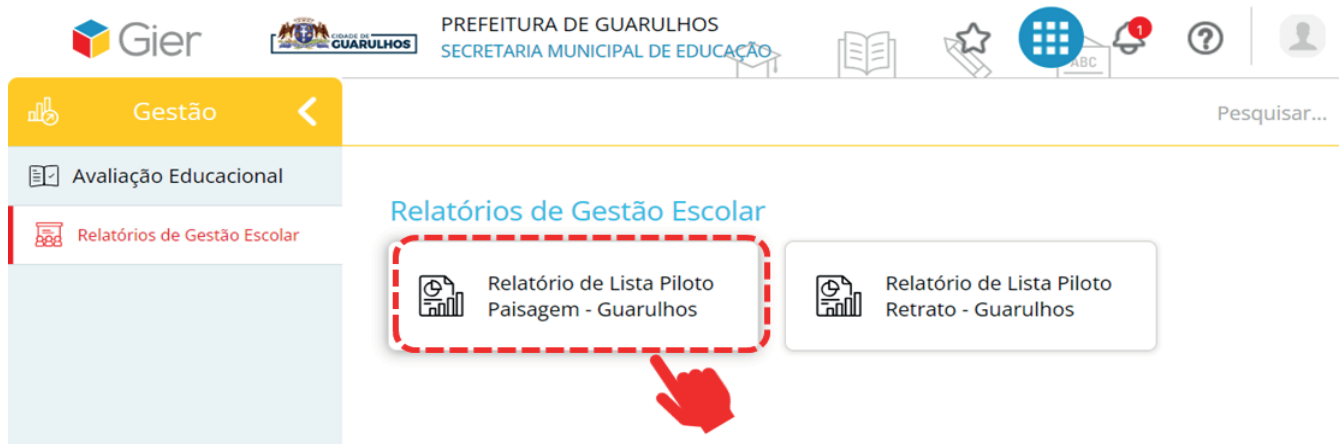 Gier
CIDADE DE
GUARULHOS
PREFEITURA DE GUARULHOS
SECRETARIA MUNICIPAL DE EDUCAÇÃO
ABC
1
?
Gestão
Pesquisar...
Avaliação Educacional
Relatórios de Gestão Escolar
Relatórios de Gestão Escolar
Relatório de Lista Piloto
Paisagem - Guarulhos
Relatório de Lista Piloto
Retrato - Guarulhos